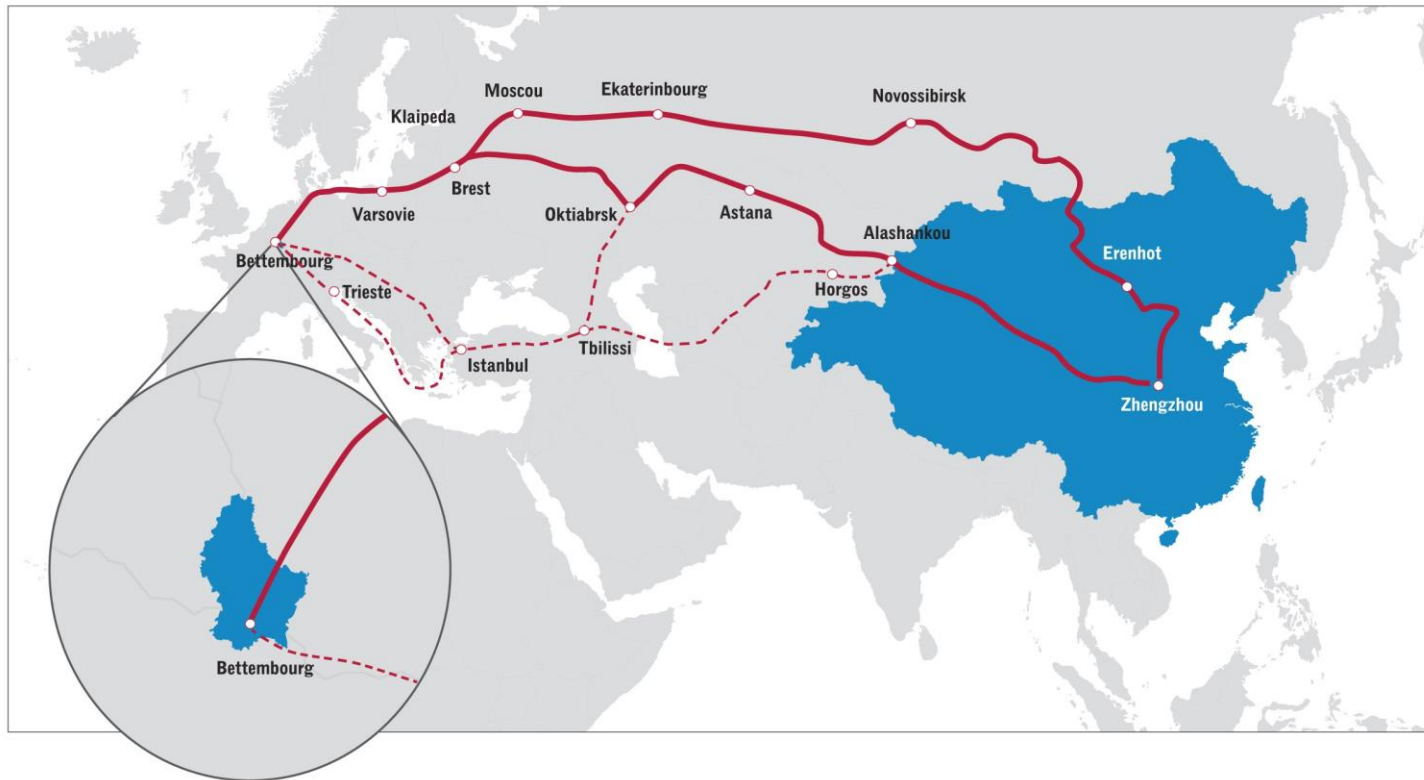 Moscou
Ekaterinbourg
Novossibirsk
Klaipeda
Brest
Varsovie
Oktiabrsk
Astana
Alashankou
Erenhot
Bettembourg
Trieste
Horgos
Istanbul
Tbilissi
Zhengzhou
Bettembourg